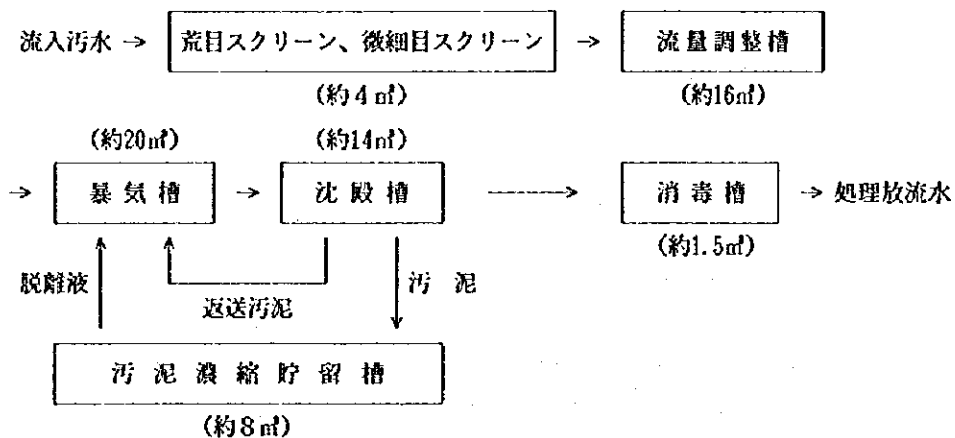 流入汚水 → 荒目スクリーン、微細目スクリーン → 流量調整槽
(約4㎥) (約16㎥)
(約20㎥) (約14㎥)
→ 暴気槽 → 沈殿槽 → 消毒槽 → 処理放流水
(約1.5㎥)
脱離液 返送汚泥 汚泥
汚泥濃縮貯留槽
(約8㎥)